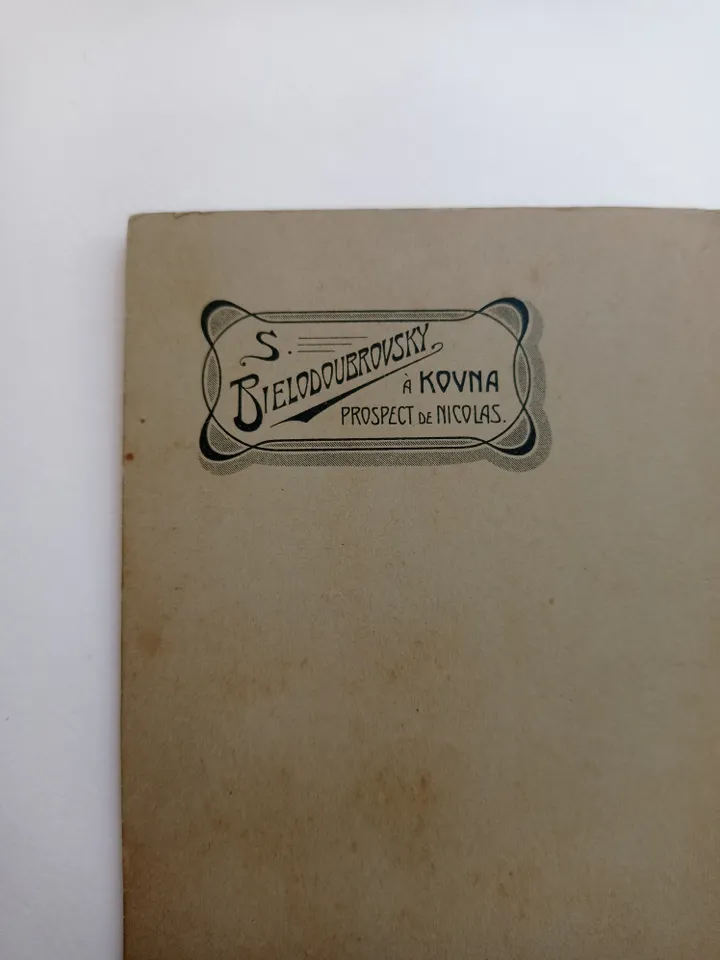 S.
BIELODOUBROVSKY
À KOVNA
PROSPECT DE NICOLAS.